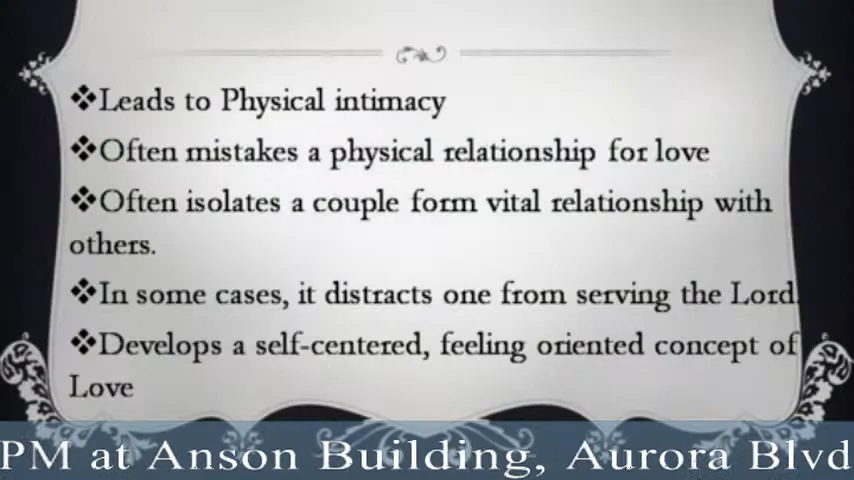 ❖Leads to Physical intimacy
❖Often mistakes a physical relationship for love
❖Often isolates a couple form vital relationship with
others.
❖In some cases, it distracts one from serving the Lord.
❖Develops a self-centered, feeling oriented concept of
Love
PM at Anson Building, Aurora Blvd